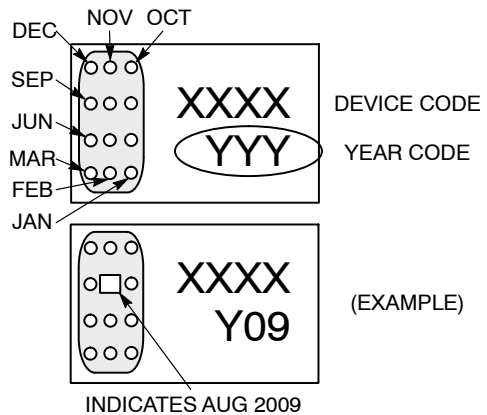 NOV OCT
DEC
SEP
JUN
MAR
FEB
JAN
XXXX
YYY
DEVICE CODE
YEAR CODE
XXXX
Y09
(EXAMPLE)
INDICATES AUG 2009